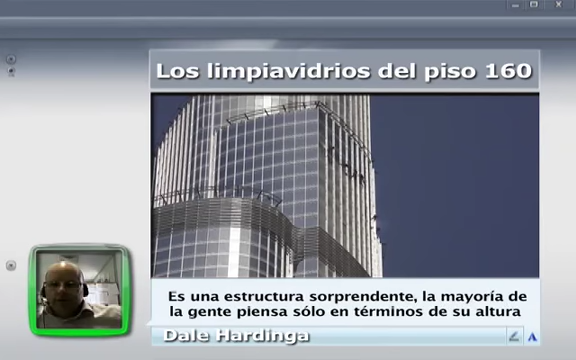 Los limpiavidrios del piso 160
Es una estructura sorprendente, la mayoría de
la gente piensa sólo en términos de su altura
Dale Hardinga